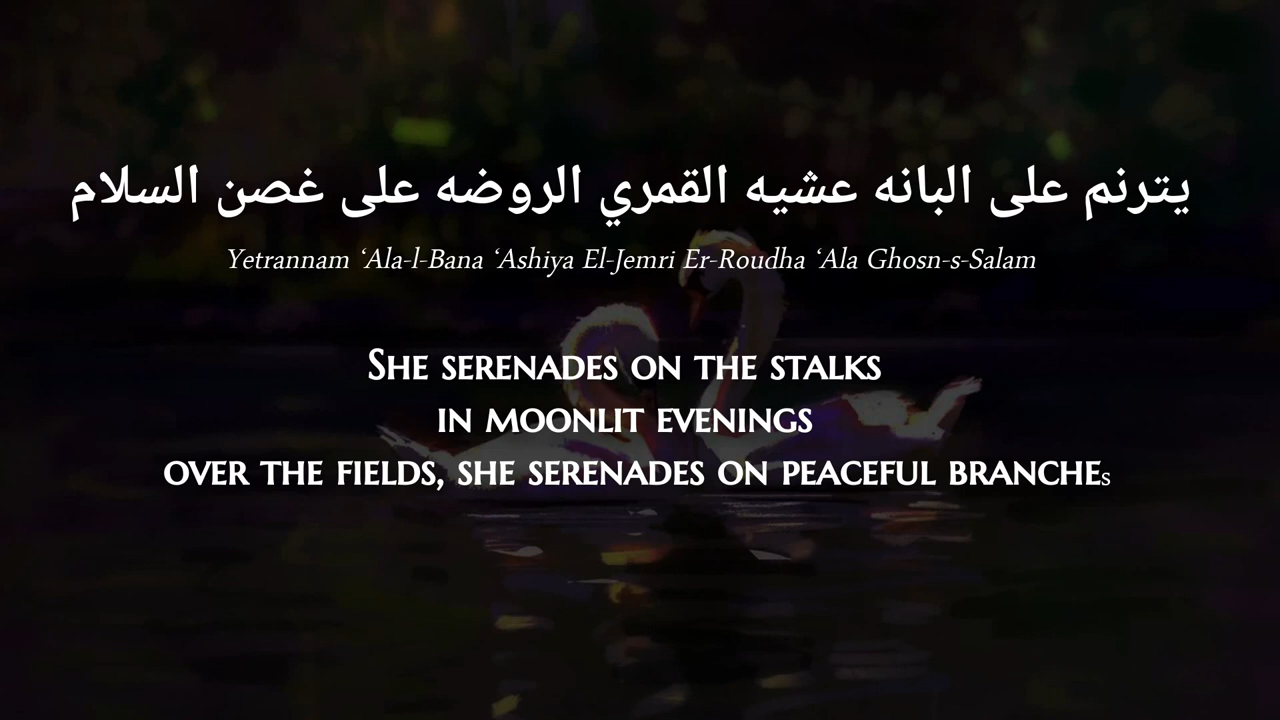 يترنم على البانه عشيه القمري الروضه على غصن السلام
Yetrannam ‘Ala-l-Bana ‘Ashiya El-Jemri Er-Roudha ‘Ala Ghosn-s-Salam
She serenades on the stalks
in moonlit evenings
over the fields, she serenades on peaceful branches